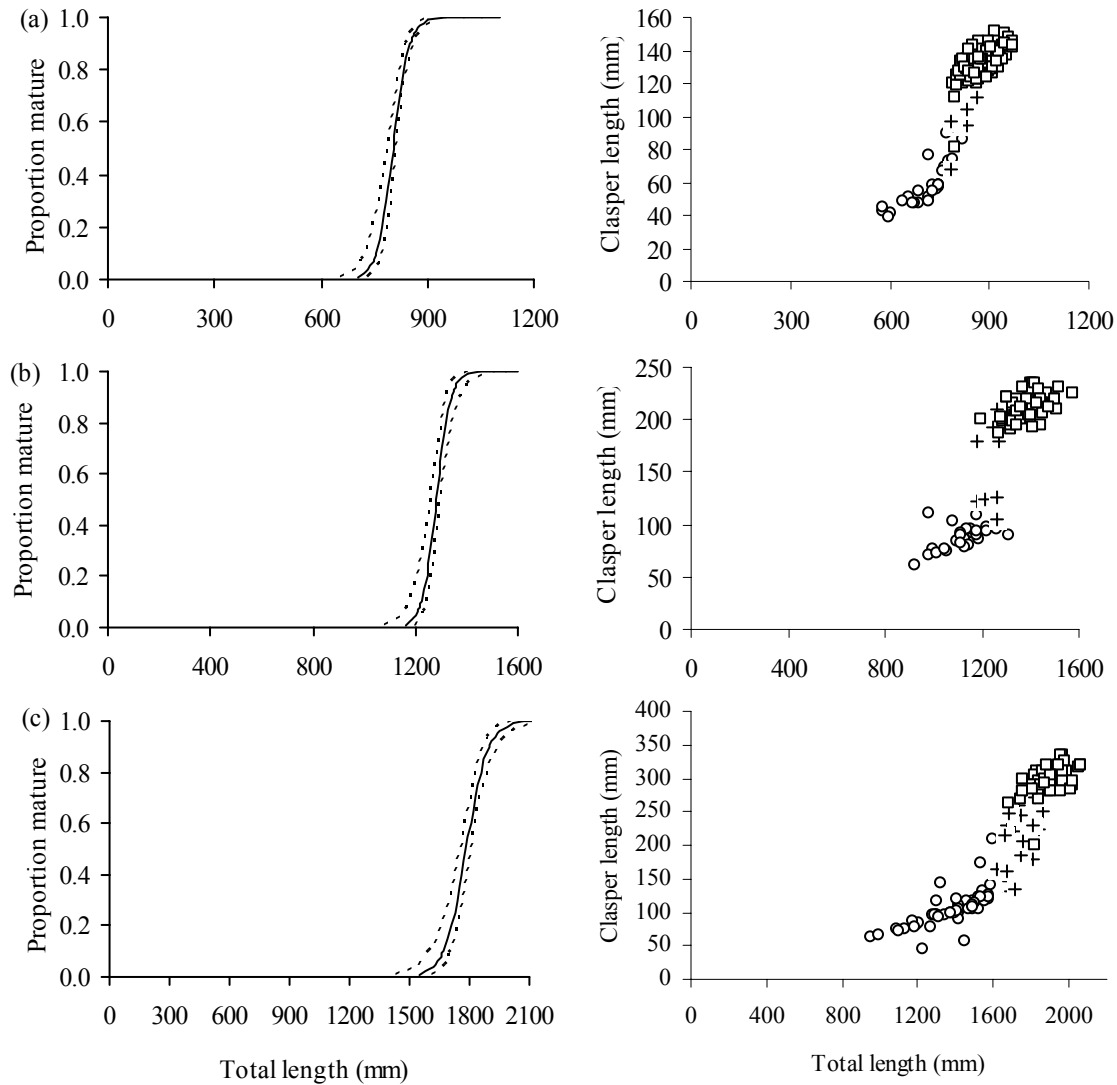 (a)
Proportion mature
1.0
0.8
0.6
0.4
0.2
0.0
0 300 600 900 1200
Clasper length (mm)
160
140
120
100
80
60
40
20
0
0 300 600 900 1200
(b)
Proportion mature
1.0
0.8
0.6
0.4
0.2
0.0
0 400 800 1200 1600
Clasper length (mm)
250
200
150
100
50
0
0 400 800 1200 1600
(c)
Proportion mature
1.0
0.8
0.6
0.4
0.2
0.0
0 300 600 900 1200 1500 1800 2100
Total length (mm)
Clasper length (mm)
400
350
300
250
200
150
100
50
0
0 400 800 1200 1600 2000
Total length (mm)